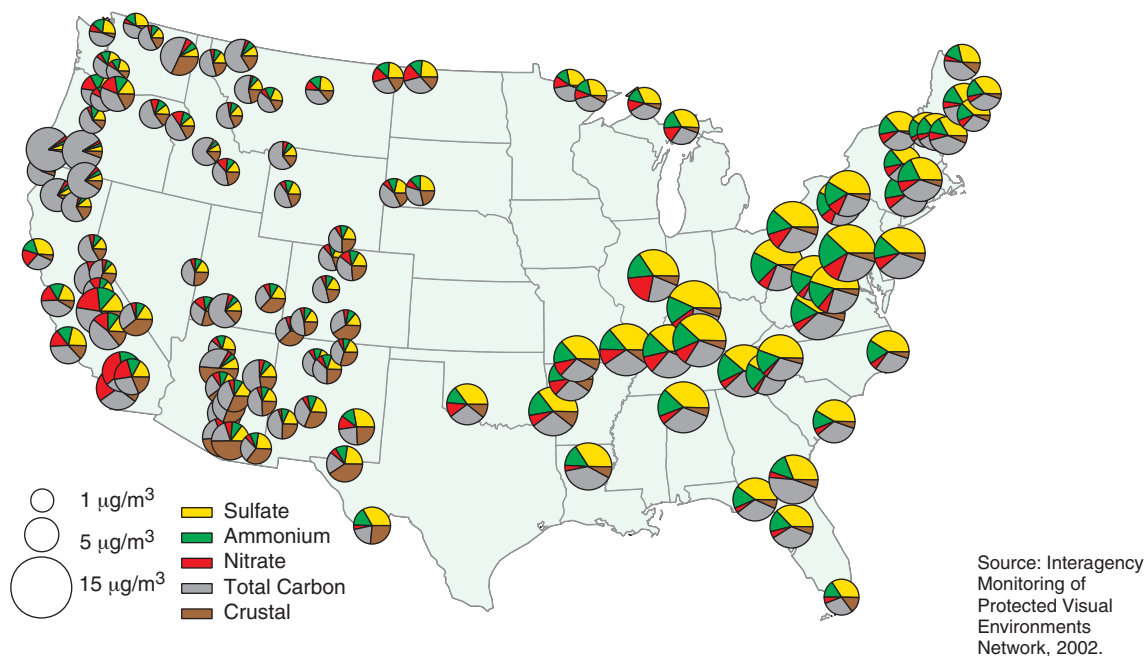 1 μg/m³
5 μg/m³
15 μg/m³
Sulfate
Ammonium
Nitrate
Total Carbon
Crustal
Source: Interagency
Monitoring of
Protected Visual
Environments
Network, 2002.